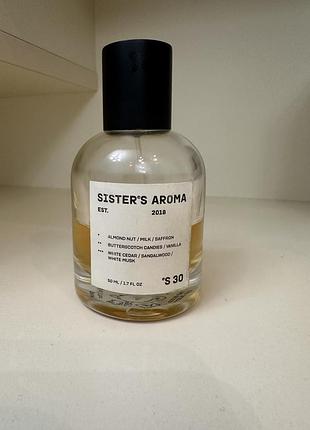 SISTER'S AROMA
EST. 2018
* ALMOND NUT / MILK / SAFFRON
** BUTTERSCOTCH CANDIES / VANILLA
*** WHITE CEDAR / SANDALWOOD /
WHITE MUSK
50 ML / 1.7 FL OZ
'S 30